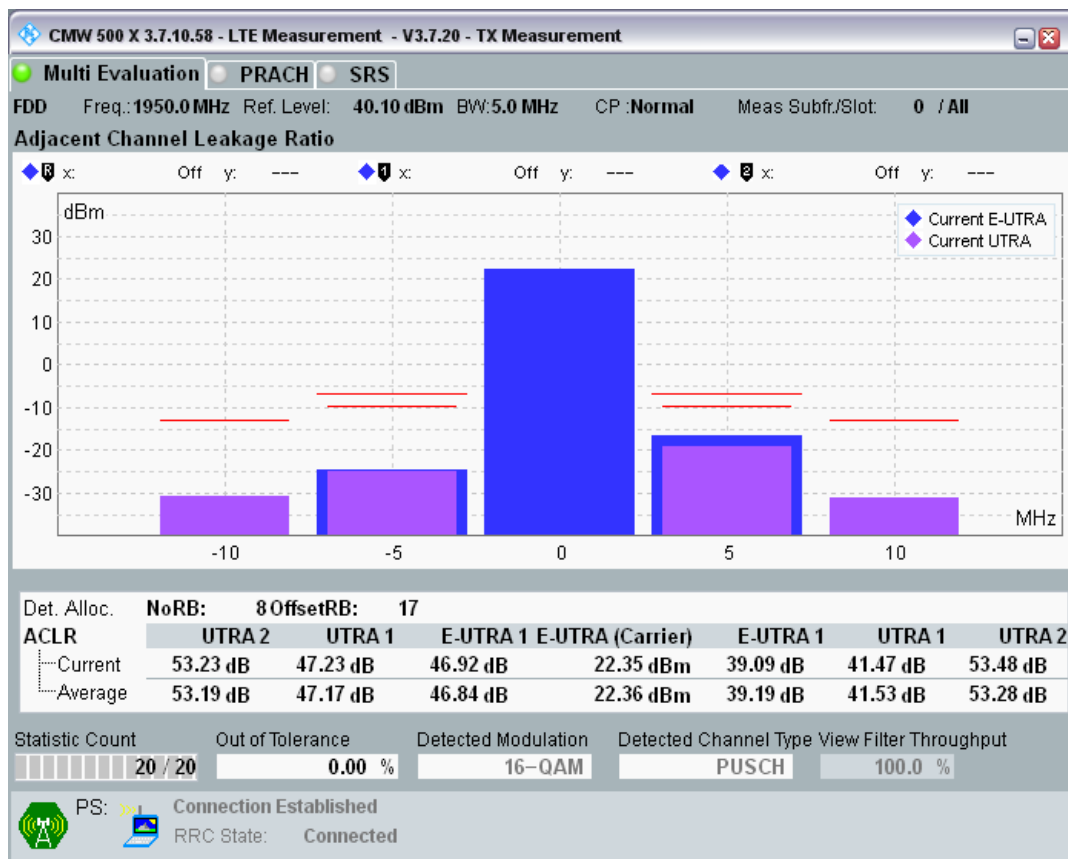 CMW 500 X 3.7.10.58 - LTE Measurement - V3.7.20 - TX Measurement
Multi Evaluation PRACH SRS
FDD Freq.:1950.0 MHz Ref. Level: 40.10 dBm BW:5.0 MHz CP :Normal Meas Subfr./Slot: 0 / All
Adjacent Channel Leakage Ratio
R x: Off y: --- 1 x: Off y: --- 2 x: Off y: ---
dBm
Current E-UTRA
Current UTRA
30
20
10
0
-10
-20
-30
MHz
-10 -5 0 5 10
Det. Alloc. NoRB: 8 OffsetRB: 17
ACLR UTRA 2 UTRA 1 E-UTRA 1 E-UTRA (Carrier) E-UTRA 1 UTRA 1 UTRA 2
Current 53.23 dB 47.23 dB 46.92 dB 22.35 dBm 39.09 dB 41.47 dB 53.48 dB
Average 53.19 dB 47.17 dB 46.84 dB 22.36 dBm 39.19 dB 41.53 dB 53.28 dB
Statistic Count Out of Tolerance Detected Modulation Detected Channel Type View Filter Throughput
20 / 20 0.00 % 16-QAM PUSCH 100.0 %
PS: Connection Established
RRC State: Connected